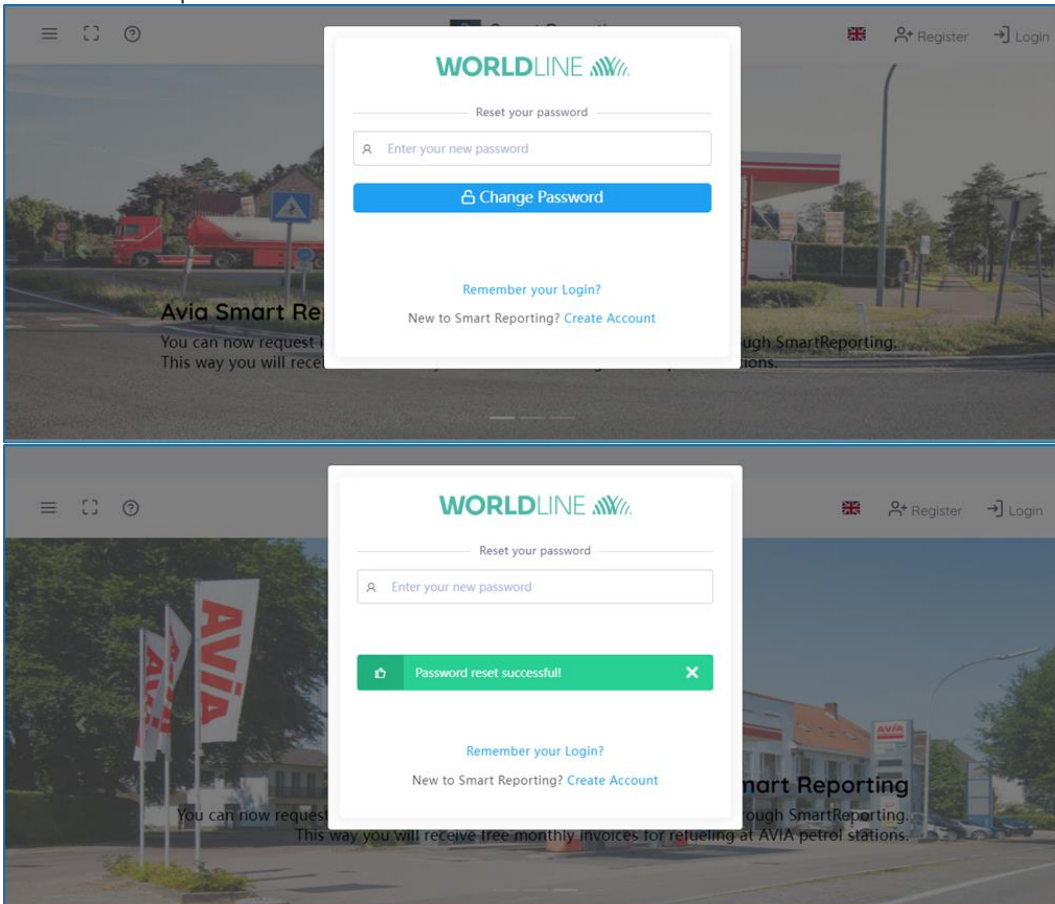 Register
Login
WORLDLINE
Reset your password
Enter your new password
Change Password
Remember your Login?
New to Smart Reporting? Create Account
Avia Smart Re
You can now request i
ugh SmartReporting.
This way you will rece
ions.
Register
Login
WORLDLINE
Reset your password
Enter your new password
Password reset successful!
Remember your Login?
New to Smart Reporting? Create Account
AVIA
AVIA
mart Reporting
You can now request
rough SmartReporting.
This way you will receive free monthly invoices for refueling at AVIA petrol stations.